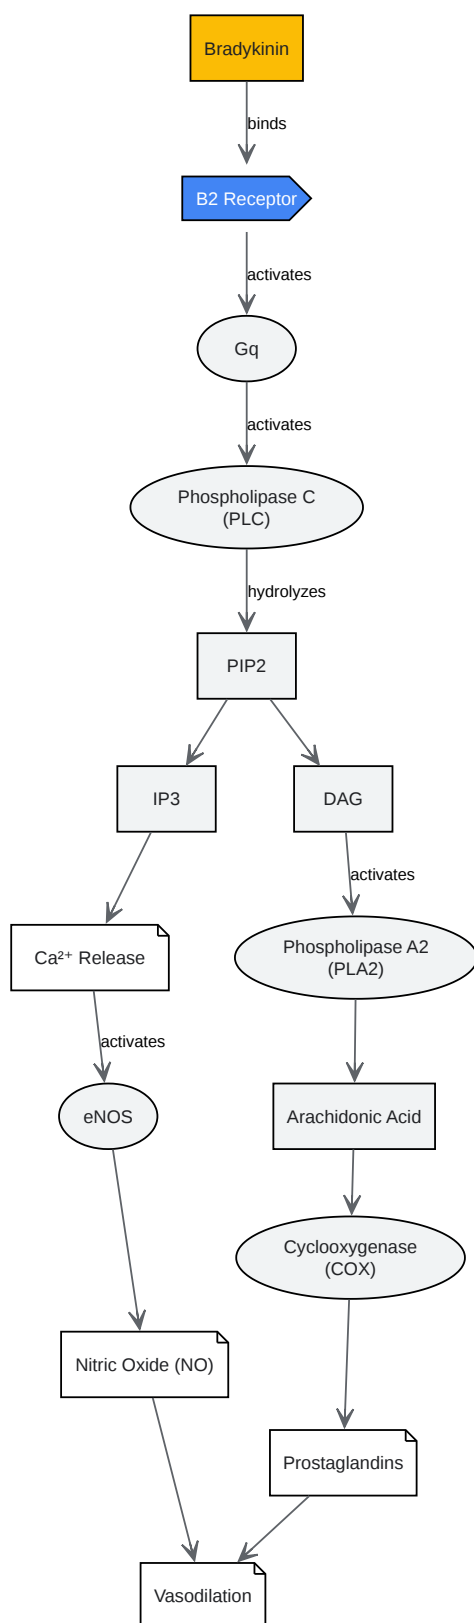 Bradykinin
binds
B2 Receptor
activates
Gq
activates
Phospholipase C
(PLC)
hydrolyzes
PIP2
IP3
DAG
activates
Ca²⁺ Release
Phospholipase A2
(PLA2)
activates
eNOS
Arachidonic Acid
Cyclooxygenase
(COX)
Nitric Oxide (NO)
Prostaglandins
Vasodilation